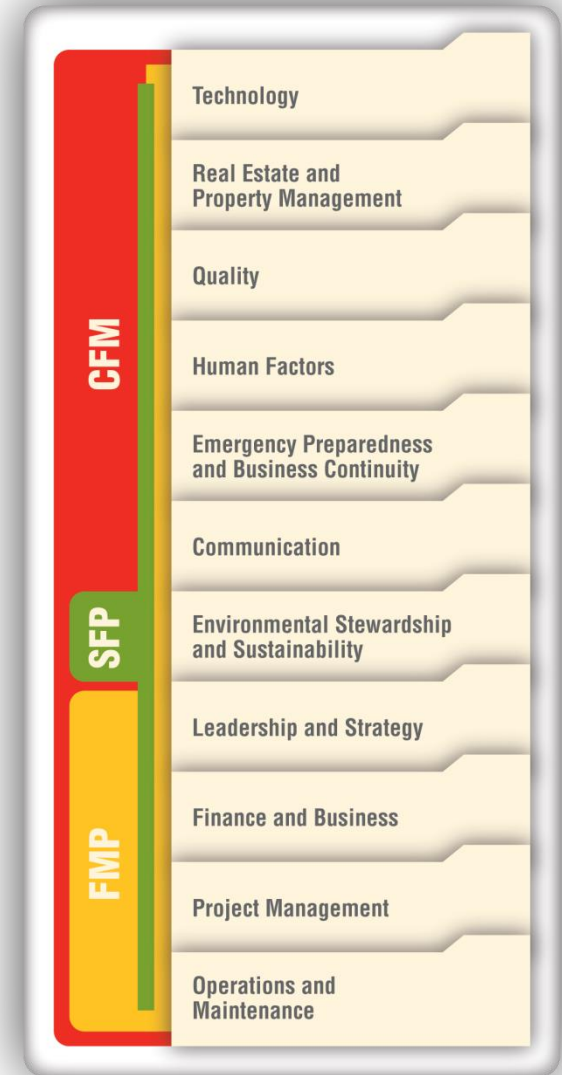 CFM
SFP
FMP
Technology
Real Estate and
Property Management
Quality
Human Factors
Emergency Preparedness
and Business Continuity
Communication
Environmental Stewardship
and Sustainability
Leadership and Strategy
Finance and Business
Project Management
Operations and
Maintenance